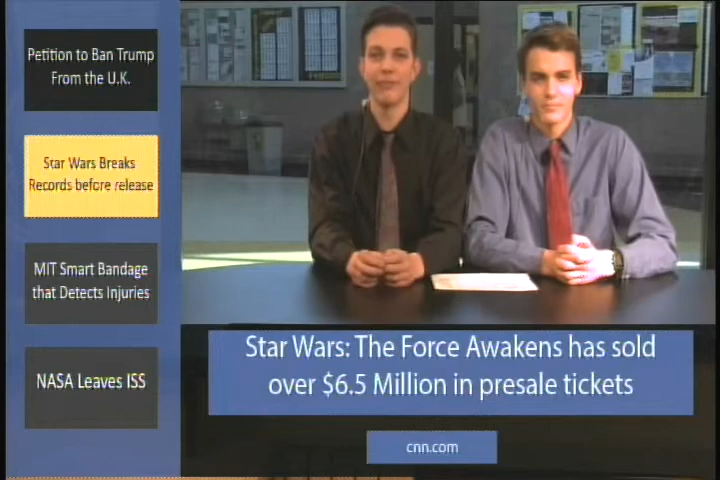 Petition to Ban Trump
From the U.K.
Star Wars Breaks
Records before release
MIT Smart Bandage
that Detects Injuries
NASA Leaves ISS
Star Wars: The Force Awakens has sold
over $6.5 Million in presale tickets
cnn.com